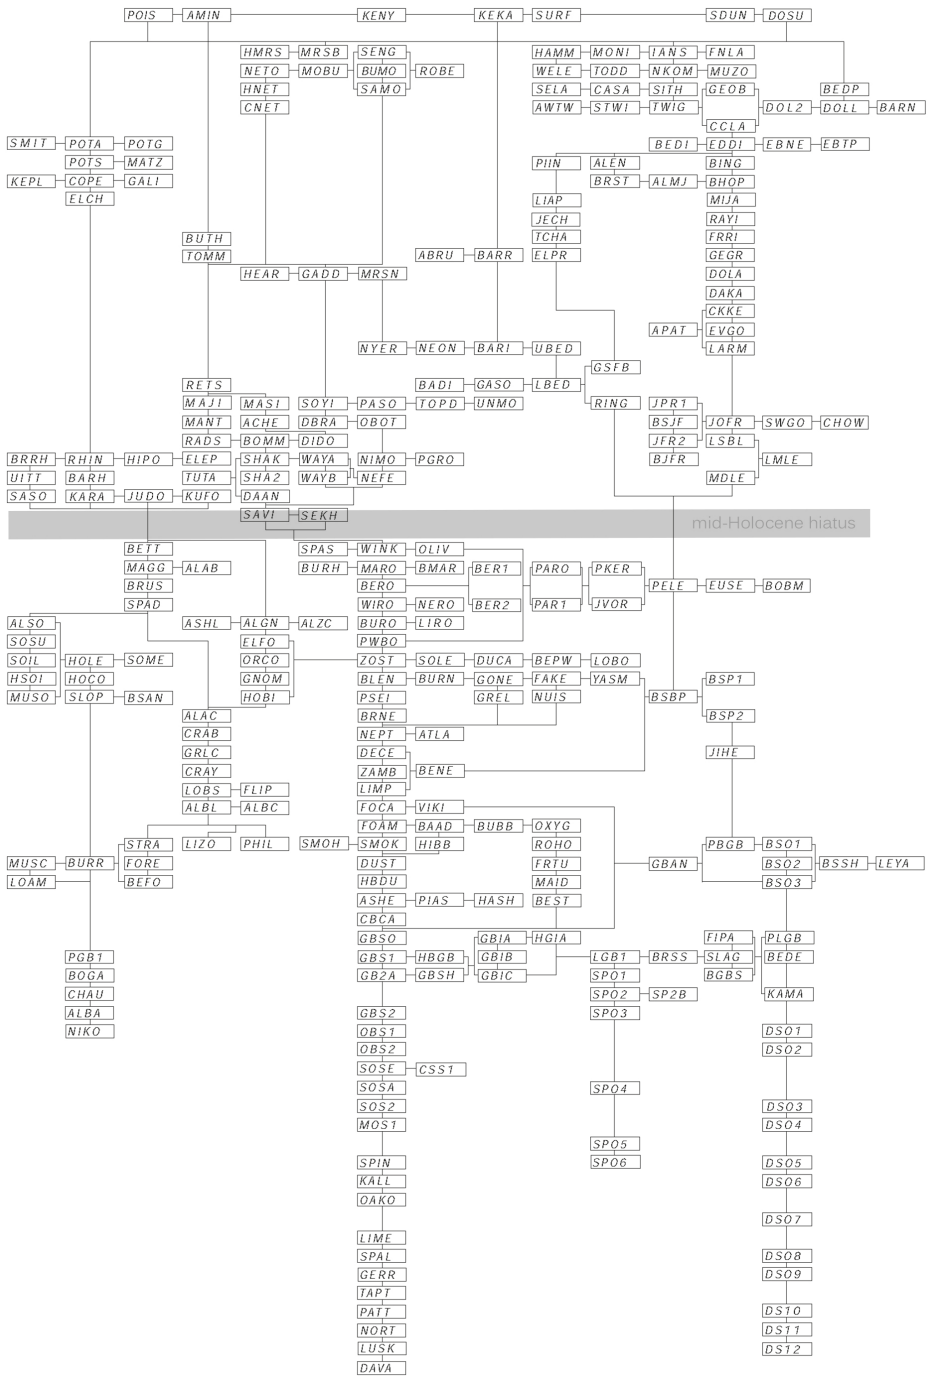 POIS AMIN KENY KEKA SURF SDUN DOSU
HMRS MRSB SENG HAMM MONI IANS FNLA
NETO MOBU BUMO ROBE WELE TODD NKOM MUZO
HNET SAMO SELA CASA SITH GEOB BEDP
CNET AWTW STWI TWIG DOL2 DOLL BARN
CCLA
SMIT POTA POTG BEDI EDDI EBNE EBTP
POTS MATZ PIIN ALEN BING
KEPL COPE GALI BRST ALMJ BHOP
ELCH LIAP MIJA
JECH RAYI
BUTH TCHA FRRI
TOMM ABRU BARR ELPR GEGR
HEAR GADD MRSN DOLA
DAKA
CKKE
APAT EVGO
NYER NEON BARI UBED LARM
GSFB
RETS BADI GASO LBED
MAJI MASI SOYI PASO TOPD UNMO RING JPR1
MANT ACHE DBRA OBOT BSJF JOFR SWGO CHOW
RADS BOMM DIDO JFR2 LSBL
BRRH RHIN HIPO ELEP SHAK WAYA NIMO PGRO BJFR LMLE
UITT BARH TUTA SHA2 WAYB NEFE MDLE
SASO KARA JUDO KUFO DAAN
SAVI SEKH
mid-Holocene hiatus
BETT SPAS WINK OLIV
MAGG ALAB BURH MARO BMAR BER1 PARO PKER
BRUS BERO PELE EUSE BOBM
SPAD WIRO NERO BER2 PAR1 JVOR
ALSO ASHL ALGN ALZC BURO LIRO
SOSU ELFO PWBO
SOIL HOLE SOME ORCO ZOST SOLE DUCA BEPW LOBO
HSOI HOCO GNOM BLEN BURN GONE FAKE YASM BSP1
MUSO SLOP BSAN HOBI PSEI GREL NUIS BSBP
ALAC BRNE BSP2
CRAB NEPT ATLA
GRLC DECE JIHE
CRAY ZAMB BENE
LOBS FLIP LIMP
ALBL ALBC FOCA VIKI
FOAM BAAD BUBB OXYG
STRA LIZO PHIL SMOH SMOK HIBB ROHO PBGB BSO1
MUSC BURR FORE DUST FRTU GBAN BSO2 BSSH LEYA
LOAM BEFO HBDU MAID BSO3
ASHE PIAS HASH BEST
CBCA
GBSO GBIA HGIA FIPA PLGB
PGB1 GBS1 HBGB GBIB LGB1 BRSS SLAG BEDE
BOGA GB2A GBSH GBIC SPO1 BGBS
CHAU SPO2 SP2B KAMA
ALBA GBS2 SPO3
NIKO OBS1 DSO1
OBS2 DSO2
SOSE CSS1
SOSA SPO4
SOS2 DSO3
MOS1 DSO4
SPO5
SPIN SPO6 DSO5
KALL DSO6
OAKO
DSO7
LIME
SPAL DSO8
GERR DSO9
TAPT
PATT DS10
NORT DS11
LUSK DS12
DAVA